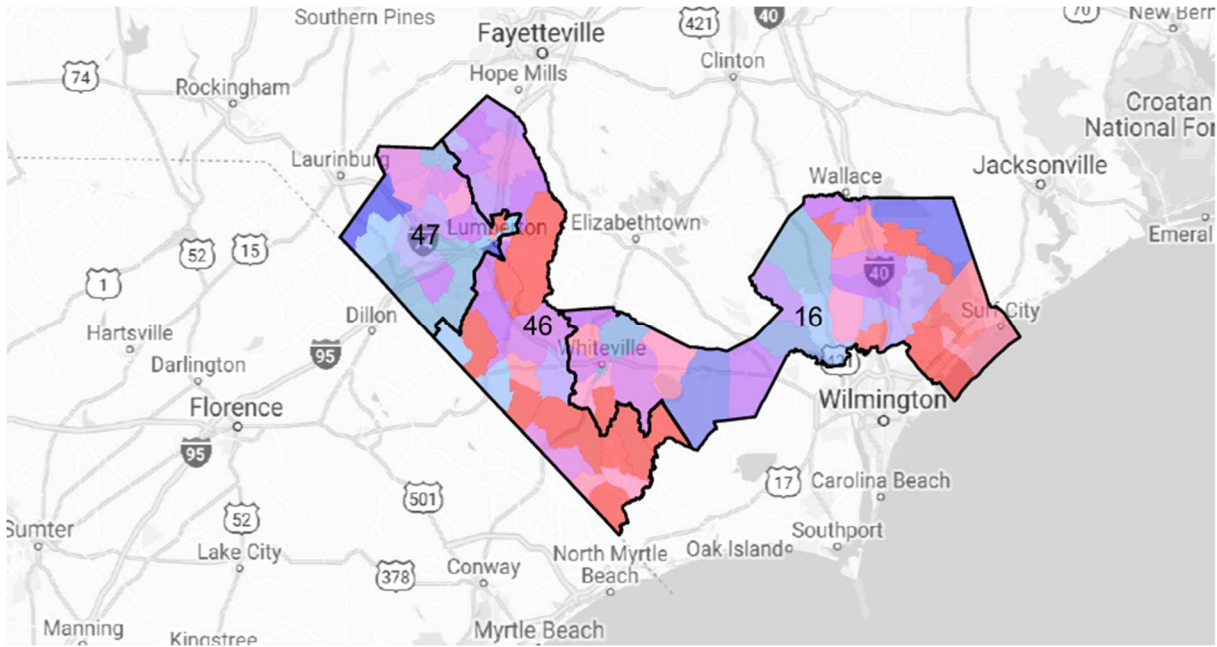 Southern Pines
421
40
70
New Bern
Fayetteville
74
Hope Mills
Clinton
Rockingham
Croatan
National For
Laurinburg
Jacksonville
Wallace
Elizabethtown
Lumberton
Emeral
47
52
15
40
1
Surf City
Dillon
16
46
Hartsville
Whiteville
95
421
Darlington
Florence
Wilmington
95
17
Carolina Beach
501
52
Sumter
Southport
Lake City
North Myrtle
Beach
Oak Island
378
Conway
Manning
Kingstree
Myrtle Beach